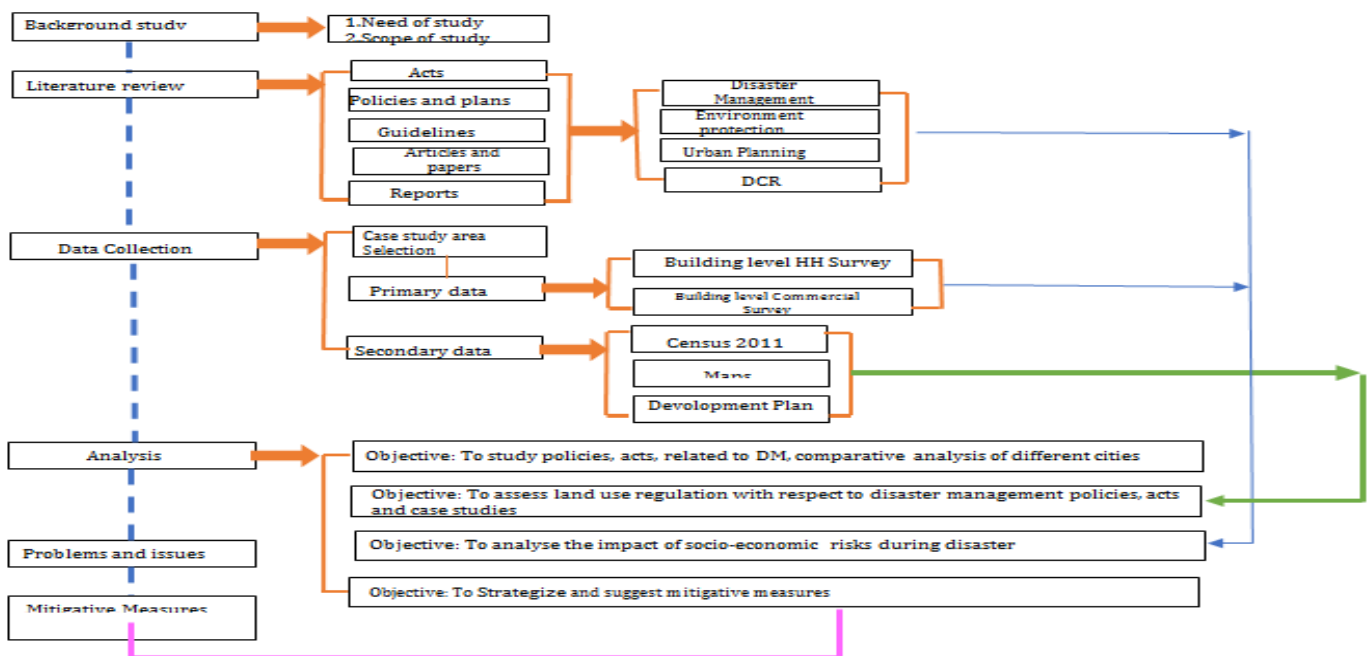 Background study
1.Need of study
2.Scope of study
Literature review
Acts
Policies and plans
Guidelines
Articles and
papers
Reports
Disaster
Management
Environment
protection
Urban Planning
DCR
Data Collection
Case study area
Selection
Primary data
Building level HH Survey
Building level Commercial
Survey
Secondary data
Census 2011
Maps
Devolopment Plan
Analysis
Objective: To study policies, acts, related to DM, comparative analysis of different cities
Objective: To assess land use regulation with respect to disaster management policies, acts
and case studies
Problems and issues
Objective: To analyse the impact of socio-economic risks during disaster
Mitigative Measures
Objective: To Strategize and suggest mitigative measures